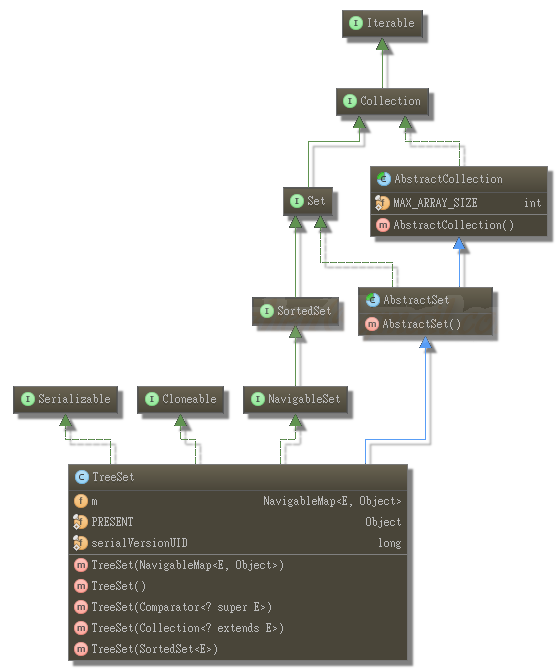 Iterable
Collection
AbstractCollection
MAX_ARRAY_SIZE int
AbstractCollection()
Set
AbstractSet
AbstractSet()
SortedSet
Serializable
Cloneable
NavigableSet
TreeSet
m NavigableMap<E, Object>
PRESENT Object
serialVersionUID long
TreeSet(NavigableMap<E, Object>)
TreeSet()
TreeSet(Comparator<? super E>)
TreeSet(Collection<? extends E>)
TreeSet(SortedSet<E>)